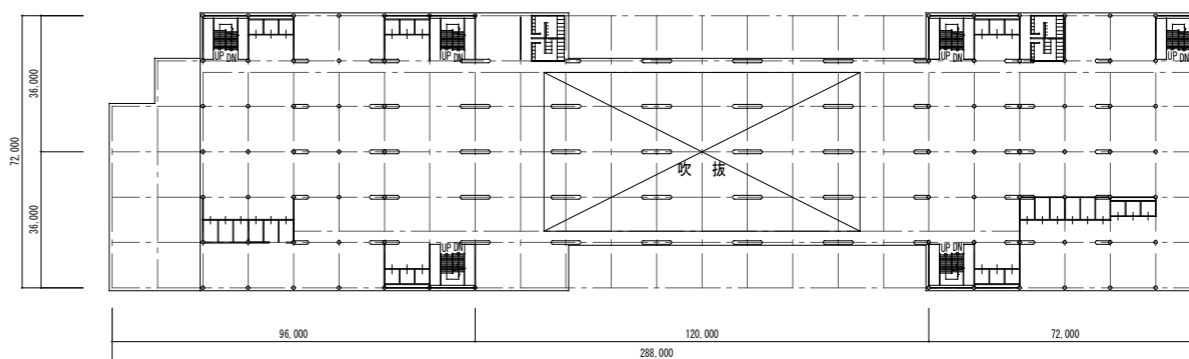 UP DN
UP DN
UP DN
UP DN
36,000
72,000
36,000
吹 抜
UP DN
UP DN
96,000
120,000
72,000
288,000